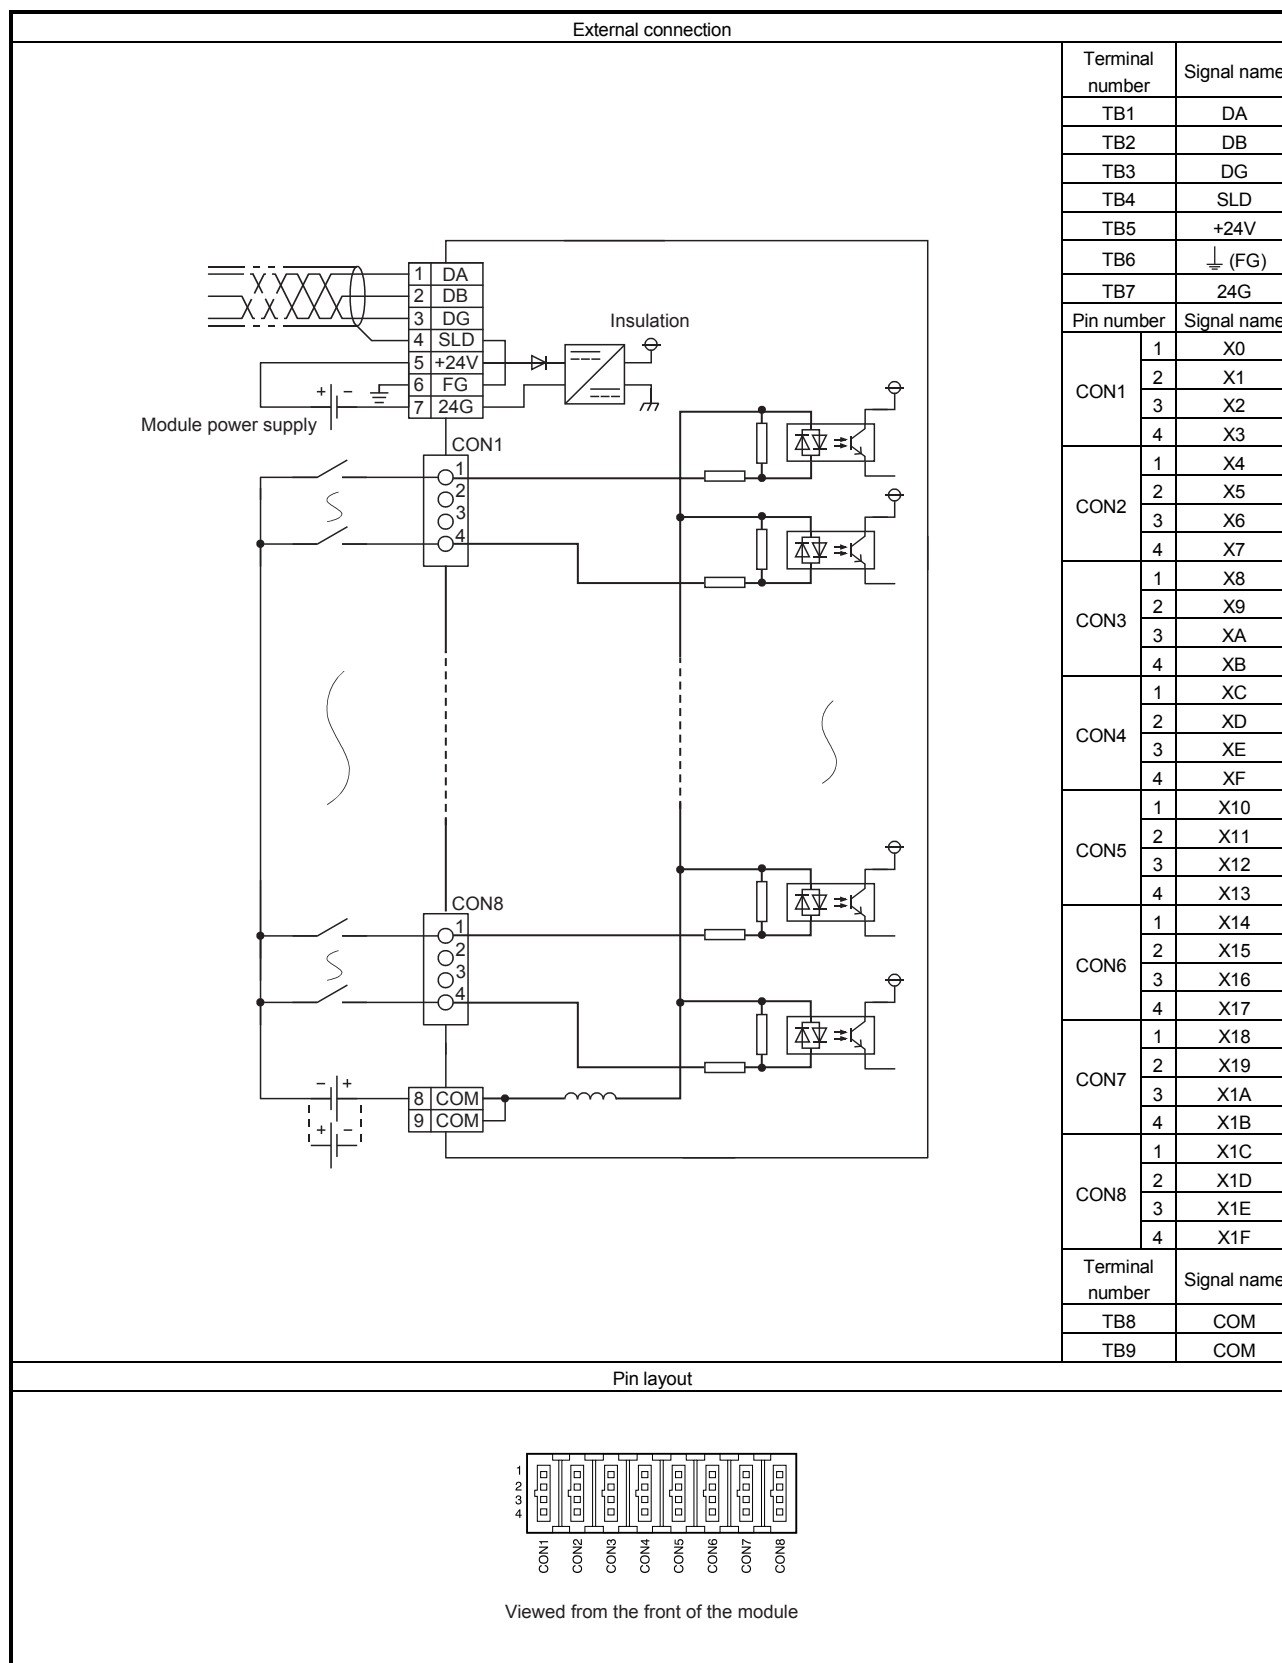 External connection
Terminal number Signal name
TB1 DA
TB2 DB
TB3 DG
TB4 SLD
TB5 +24V
TB6 ⏚ (FG)
TB7 24G
Pin number Signal name
CON1 1 X0
2 X1
3 X2
4 X3
CON2 1 X4
2 X5
3 X6
4 X7
CON3 1 X8
2 X9
3 XA
4 XB
CON4 1 XC
2 XD
3 XE
4 XF
CON5 1 X10
2 X11
3 X12
4 X13
CON6 1 X14
2 X15
3 X16
4 X17
CON7 1 X18
2 X19
3 X1A
4 X1B
CON8 1 X1C
2 X1D
3 X1E
4 X1F
Terminal number Signal name
TB8 COM
TB9 COM
1 DA
2 DB
3 DG
4 SLD
5 +24V
6 FG
7 24G
Insulation
+ −
Module power supply
CON1
1
2
3
4
CON8
1
2
3
4
− +
8 COM
9 COM
+ −
Pin layout
1
2
3
4
CON1 CON2 CON3 CON4 CON5 CON6 CON7 CON8
Viewed from the front of the module